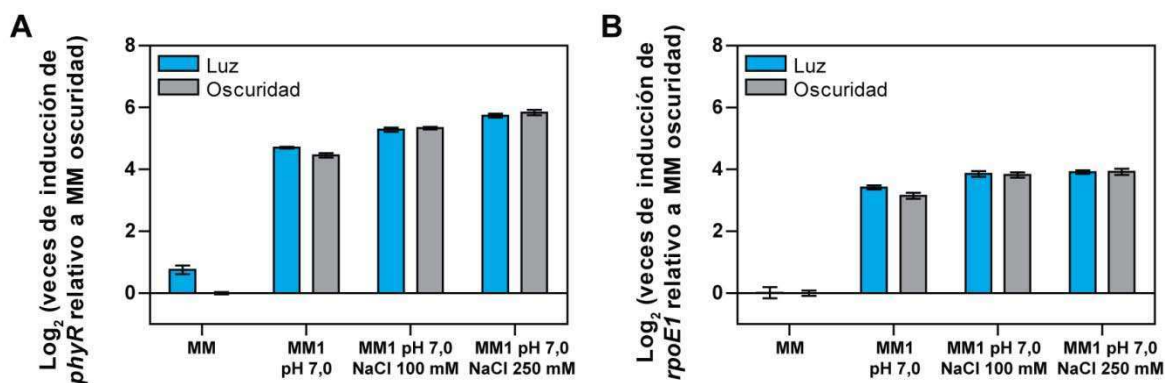 A
Log₂ (veces de inducción de
phyR relativo a MM oscuridad)
8
6
4
2
0
Luz
Oscuridad
MM
MM1
pH 7,0
MM1 pH 7,0
NaCl 100 mM
MM1 pH 7,0
NaCl 250 mM
B
Log₂ (veces de inducción de
rpoE1 relativo a MM oscuridad)
8
6
4
2
0
Luz
Oscuridad
MM
MM1
pH 7,0
MM1 pH 7,0
NaCl 100 mM
MM1 pH 7,0
NaCl 250 mM